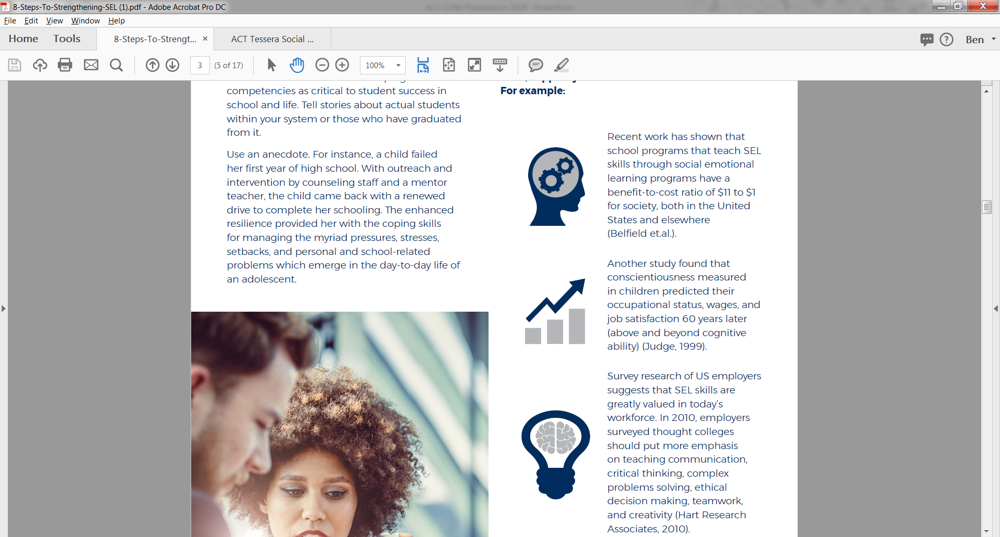 8-Steps-To-Strengthening-SEL (1).pdf - Adobe Acrobat Pro DC
File Edit View Window Help
Home Tools 8-Steps-To-Strengt... × ACT Tessera Social ... Ben
3 (5 of 17) 100%
competencies as critical to student success in
school and life. Tell stories about actual students
within your system or those who have graduated
from it.
Use an anecdote. For instance, a child failed
her first year of high school. With outreach and
intervention by counseling staff and a mentor
teacher, the child came back with a renewed
drive to complete her schooling. The enhanced
resilience provided her with the coping skills
for managing the myriad pressures, stresses,
setbacks, and personal and school-related
problems which emerge in the day-to-day life of
an adolescent.
For example:
Recent work has shown that
school programs that teach SEL
skills through social emotional
learning programs have a
benefit-to-cost ratio of $11 to $1
for society, both in the United
States and elsewhere
(Belfield et.al.).
Another study found that
conscientiousness measured
in children predicted their
occupational status, wages, and
job satisfaction 60 years later
(above and beyond cognitive
ability) (Judge, 1999).
Survey research of US employers
suggests that SEL skills are
greatly valued in today's
workforce. In 2010, employers
surveyed thought colleges
should put more emphasis
on teaching communication,
critical thinking, complex
problems solving, ethical
decision making, teamwork,
and creativity (Hart Research
Associates, 2010).